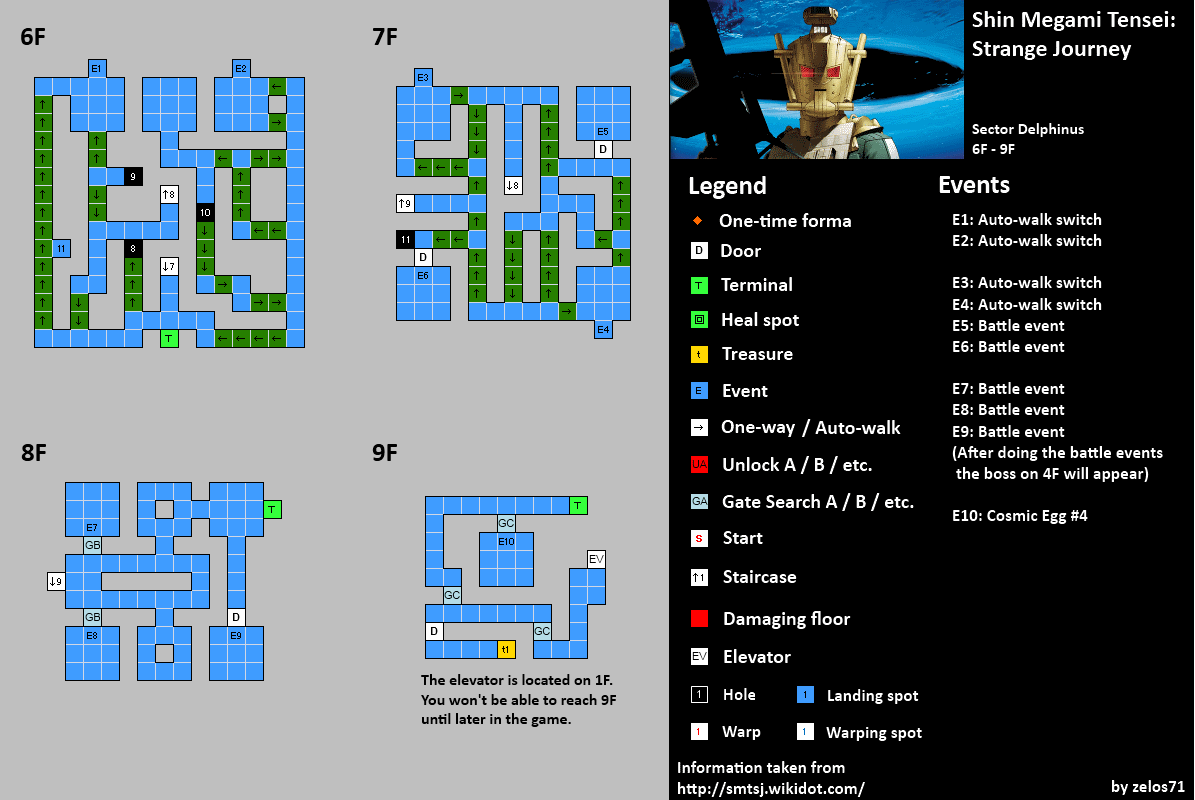 6F
E1
E2
9
↑8
10
11
8
↓7
T
7F
E3
E5
D
↓8
↑9
11
D
E6
E4
8F
E7
T
GB
↓9
GB
D
E8
E9
9F
T
GC
E10
EV
GC
D
GC
t1
The elevator is located on 1F.
You won't be able to reach 9F
until later in the game.
Shin Megami Tensei:
Strange Journey
Sector Delphinus
6F - 9F
Legend
One-time forma
D Door
T Terminal
Heal spot
t Treasure
E Event
→ One-way / Auto-walk
UA Unlock A / B / etc.
GA Gate Search A / B / etc.
S Start
↑1 Staircase
Damaging floor
EV Elevator
1 Hole 1 Landing spot
1 Warp 1 Warping spot
Events
E1: Auto-walk switch
E2: Auto-walk switch
E3: Auto-walk switch
E4: Auto-walk switch
E5: Battle event
E6: Battle event
E7: Battle event
E8: Battle event
E9: Battle event
(After doing the battle events
the boss on 4F will appear)
E10: Cosmic Egg #4
Information taken from
http://smtsj.wikidot.com/
by zelos71